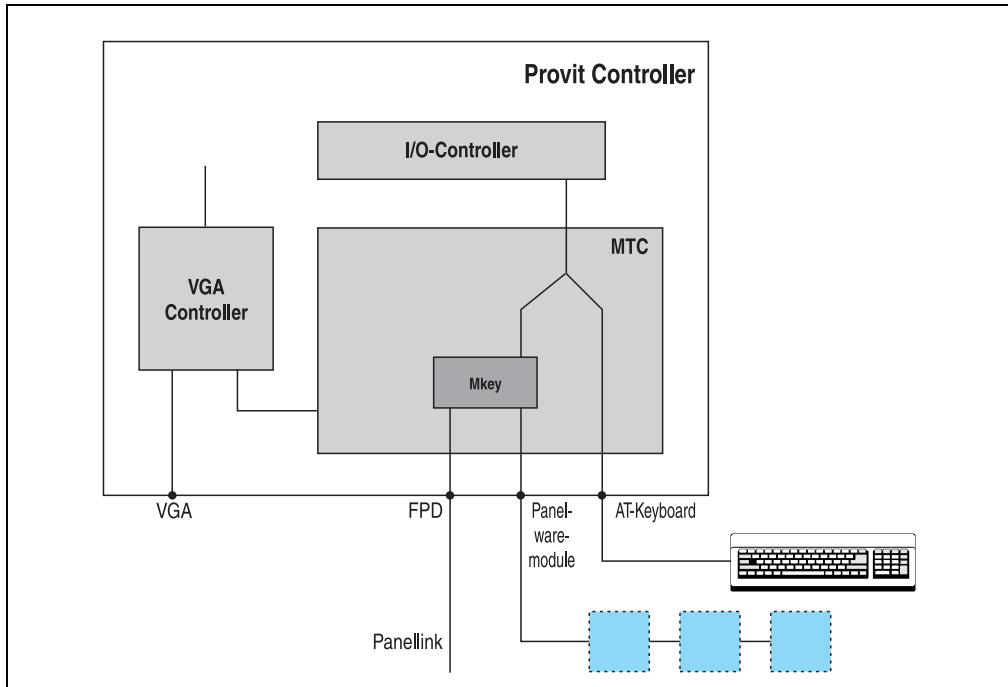 Provit Controller
I/O-Controller
MTC
VGA
Controller
Mkey
VGA
FPD
Panel-
ware-
module
AT-Keyboard
Panellink